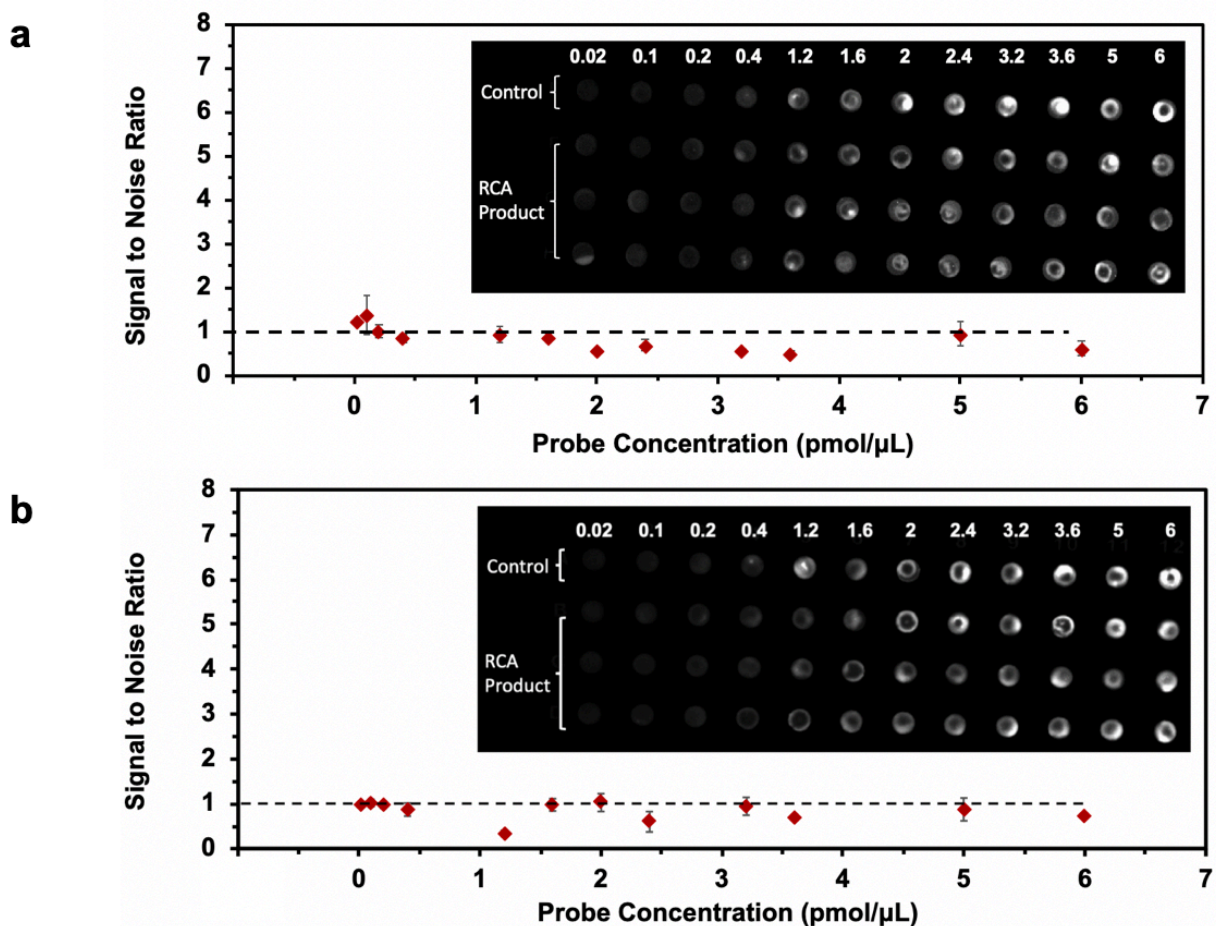 a
Signal to Noise Ratio
8
7
6
5
4
3
2
1
0
0.02 0.1 0.2 0.4 1.2 1.6 2 2.4 3.2 3.6 5 6
Control
RCA
Product
0 1 2 3 4 5 6 7
Probe Concentration (pmol/µL)
b
Signal to Noise Ratio
8
7
6
5
4
3
2
1
0
0.02 0.1 0.2 0.4 1.2 1.6 2 2.4 3.2 3.6 5 6
Control
RCA
Product
0 1 2 3 4 5 6 7
Probe Concentration (pmol/µL)